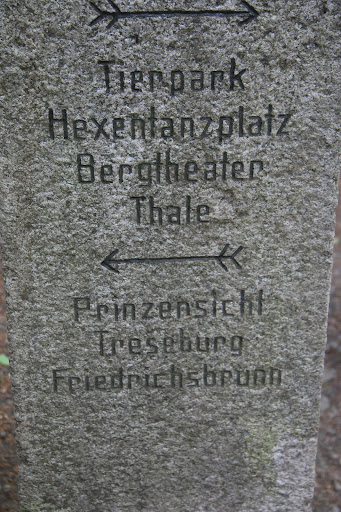 Tierpark
Hexentanzplatz
Bergtheater
Thale
Prinzensicht
Treseburg
Friedrichsbrunn